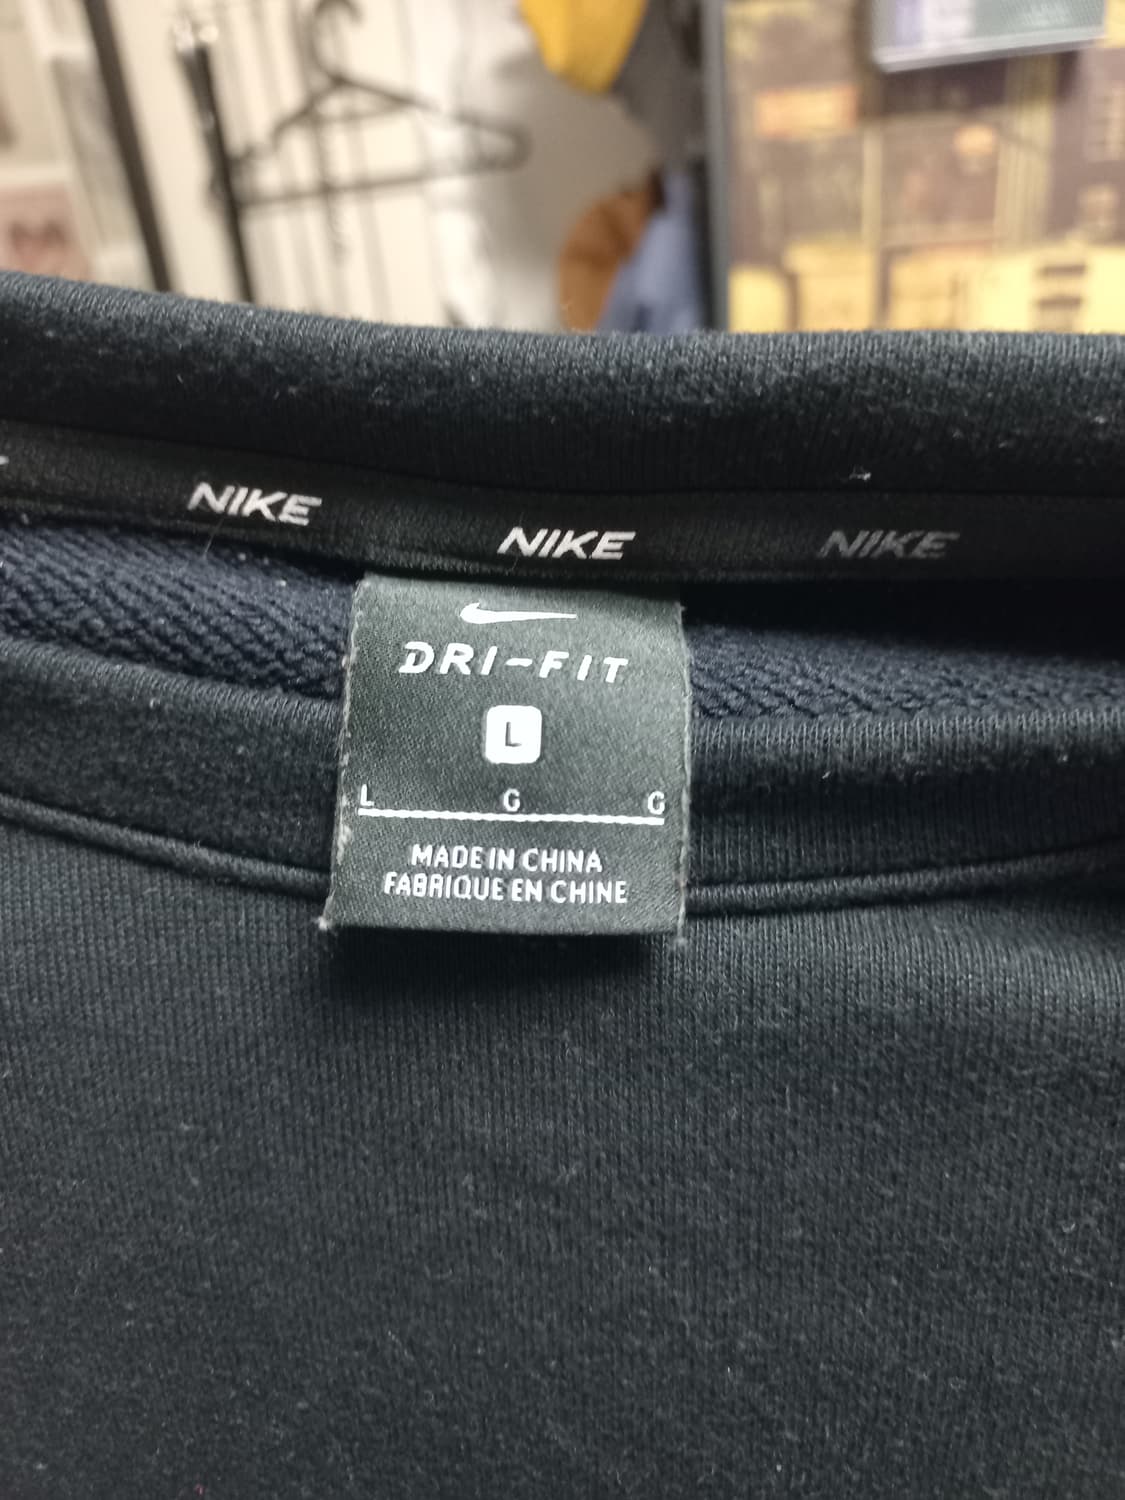 NIKE
NIKE
NIKE
DRI-FIT
L
L G G
MADE IN CHINA
FABRIQUE EN CHINE